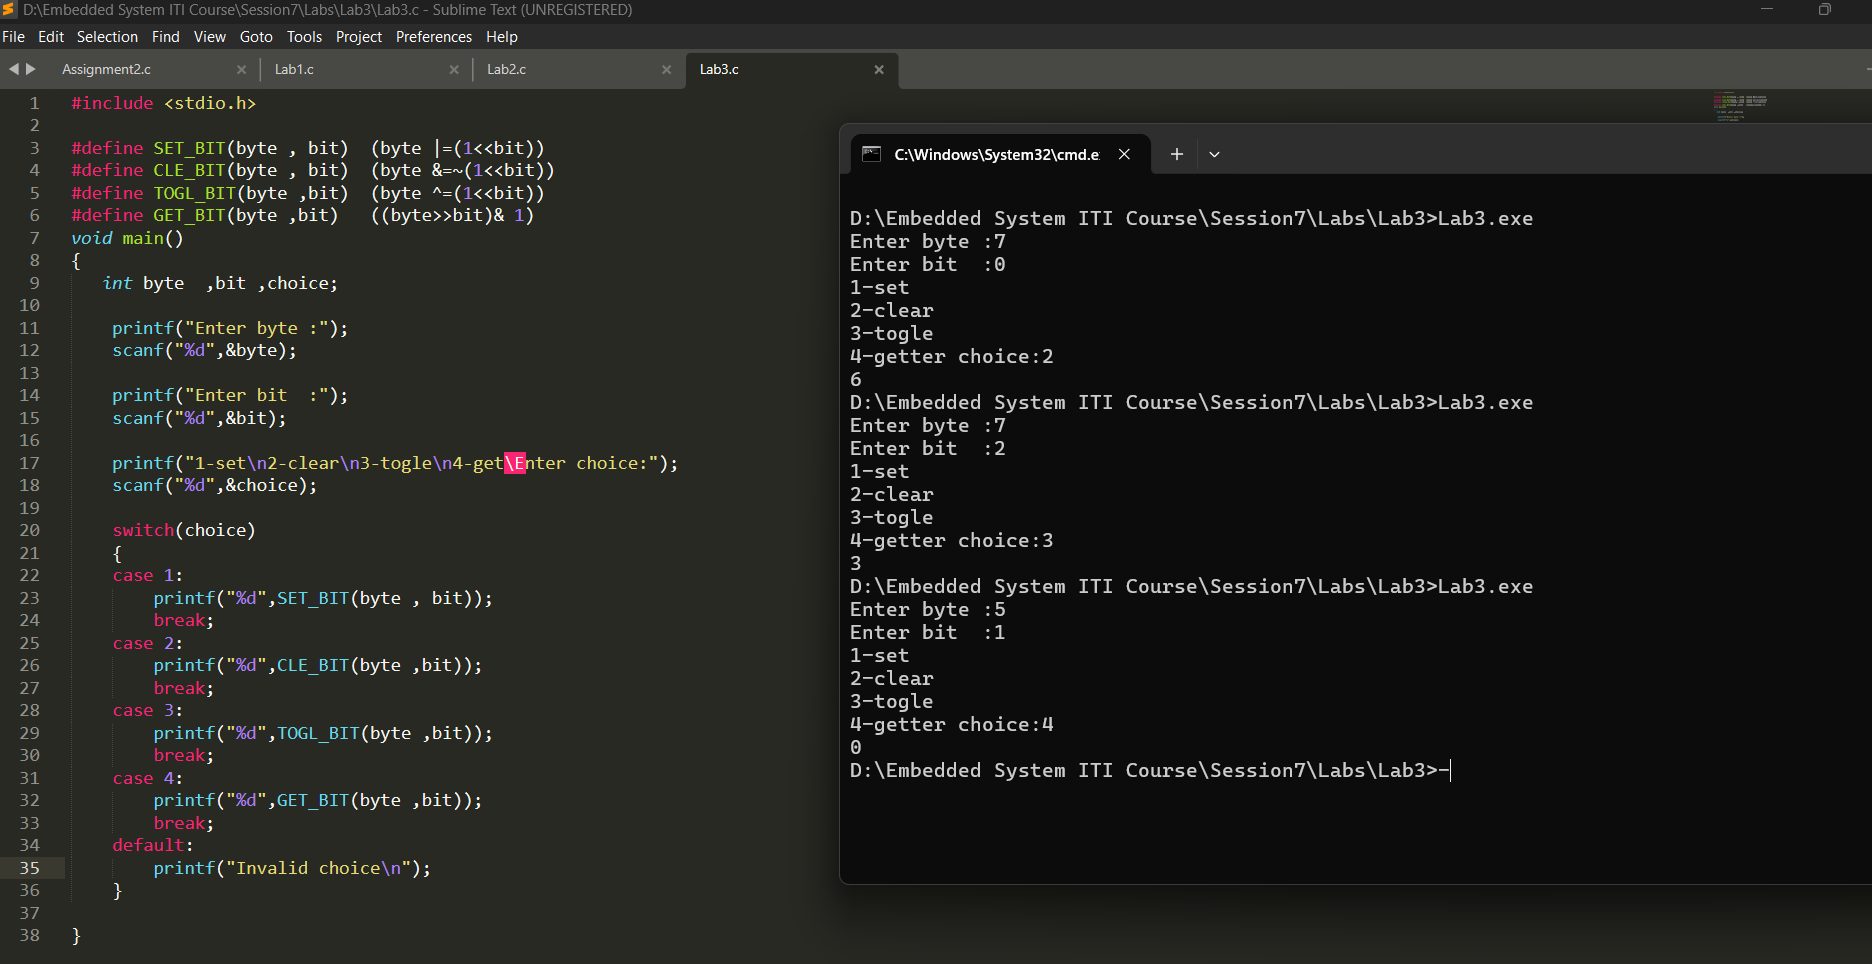 D:\Embedded System ITI Course\Session7\Labs\Lab3\Lab3.c - Sublime Text (UNREGISTERED)
File Edit Selection Find View Goto Tools Project Preferences Help
Assignment2.c Lab1.c Lab2.c Lab3.c
1 #include <stdio.h>
2
3 #define SET_BIT(byte , bit)  (byte |=(1<<bit))
4 #define CLE_BIT(byte , bit)  (byte &=~(1<<bit))
5 #define TOGL_BIT(byte ,bit)  (byte ^=(1<<bit))
6 #define GET_BIT(byte ,bit)   ((byte>>bit)& 1)
7 void main()
8 {
9    int byte  ,bit ,choice;
10
11     printf("Enter byte :");
12     scanf("%d",&byte);
13
14     printf("Enter bit  :");
15     scanf("%d",&bit);
16
17     printf("1-set\n2-clear\n3-togle\n4-get\Enter choice:");
18     scanf("%d",&choice);
19
20     switch(choice)
21     {
22     case 1:
23         printf("%d",SET_BIT(byte , bit));
24         break;
25     case 2:
26         printf("%d",CLE_BIT(byte ,bit));
27         break;
28     case 3:
29         printf("%d",TOGL_BIT(byte ,bit));
30         break;
31     case 4:
32         printf("%d",GET_BIT(byte ,bit));
33         break;
34     default:
35         printf("Invalid choice\n");
36     }
37
38 }
C:\Windows\System32\cmd.e
D:\Embedded System ITI Course\Session7\Labs\Lab3>Lab3.exe
Enter byte :7
Enter bit  :0
1-set
2-clear
3-togle
4-getter choice:2
6
D:\Embedded System ITI Course\Session7\Labs\Lab3>Lab3.exe
Enter byte :7
Enter bit  :2
1-set
2-clear
3-togle
4-getter choice:3
3
D:\Embedded System ITI Course\Session7\Labs\Lab3>Lab3.exe
Enter byte :5
Enter bit  :1
1-set
2-clear
3-togle
4-getter choice:4
0
D:\Embedded System ITI Course\Session7\Labs\Lab3>-